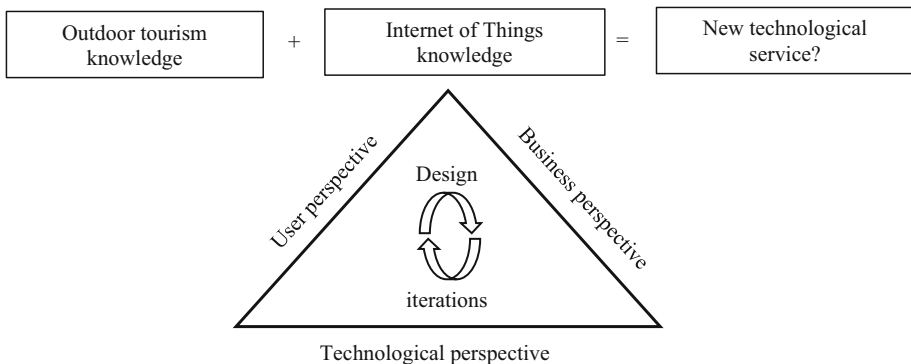 Outdoor tourism
knowledge
+
Internet of Things
knowledge
=
New technological
service?
User perspective
Business perspective
Design
iterations
Technological perspective